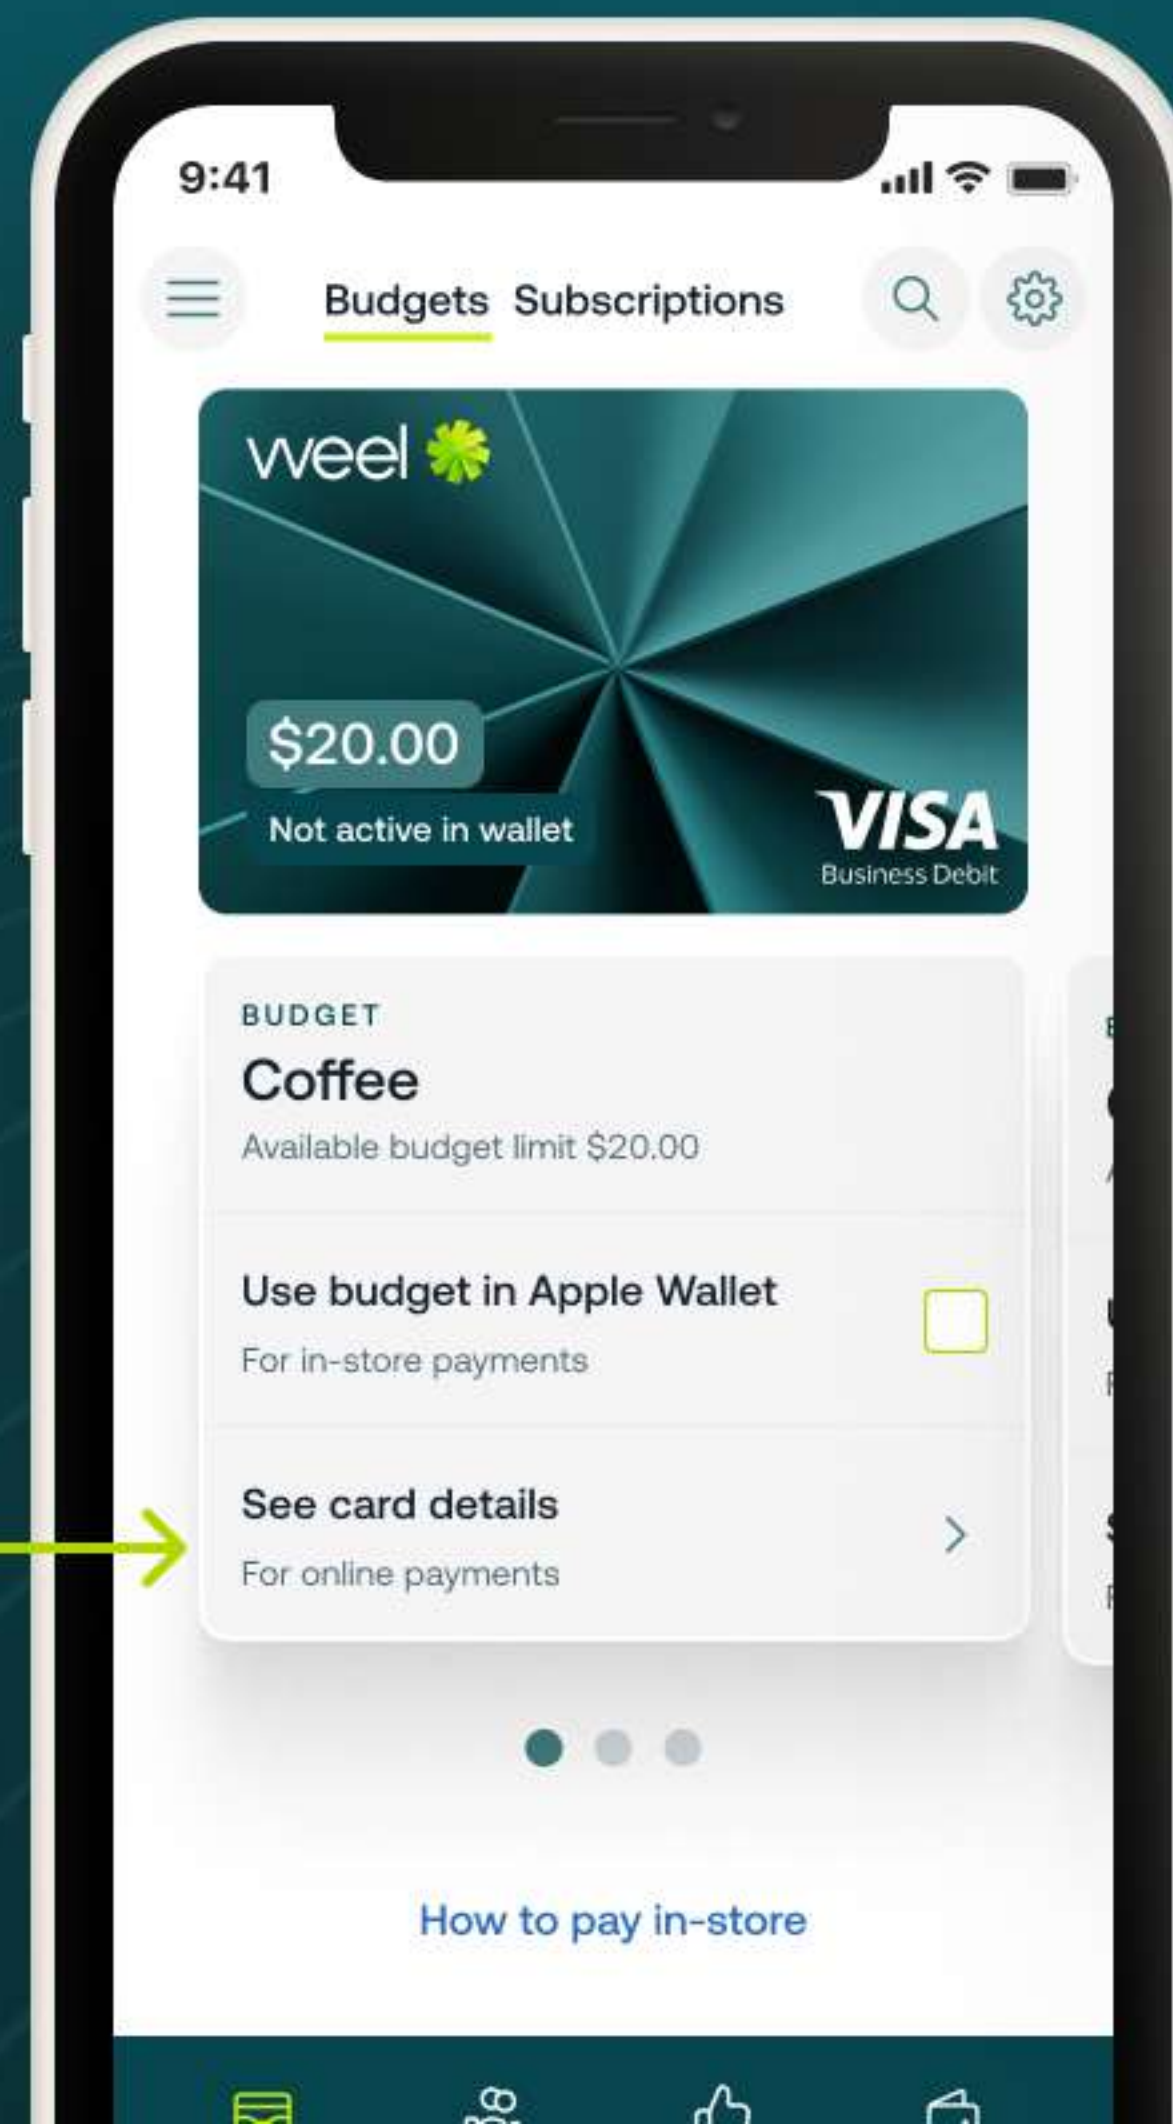 9:41
Budgets Subscriptions
weel
$20.00
Not active in wallet
VISA
Business Debit
BUDGET
Coffee
Available budget limit $20.00
Use budget in Apple Wallet
For in-store payments
See card details
For online payments
How to pay in-store